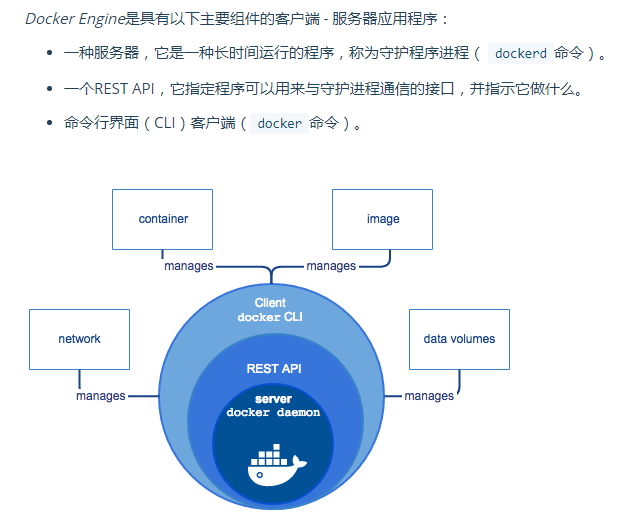 Docker Engine是具有以下主要组件的客户端 - 服务器应用程序：
一种服务器，它是一种长时间运行的程序，称为守护程序进程（ dockerd 命令）。
一个REST API，它指定程序可以用来与守护进程通信的接口，并指示它做什么。
命令行界面（CLI）客户端（ docker 命令）。
container
image
manages
manages
Client
docker CLI
network
data volumes
REST API
manages
manages
server
docker daemon